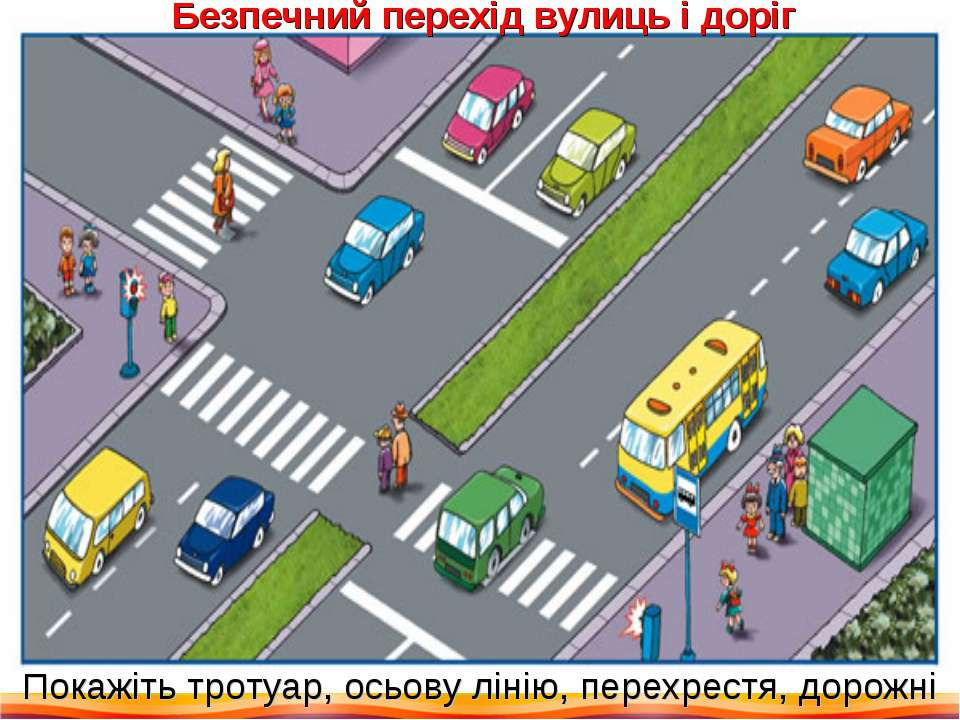 Безпечний перехід вулиць і доріг
Покажіть тротуар, осьову лінію, перехрестя, дорожні